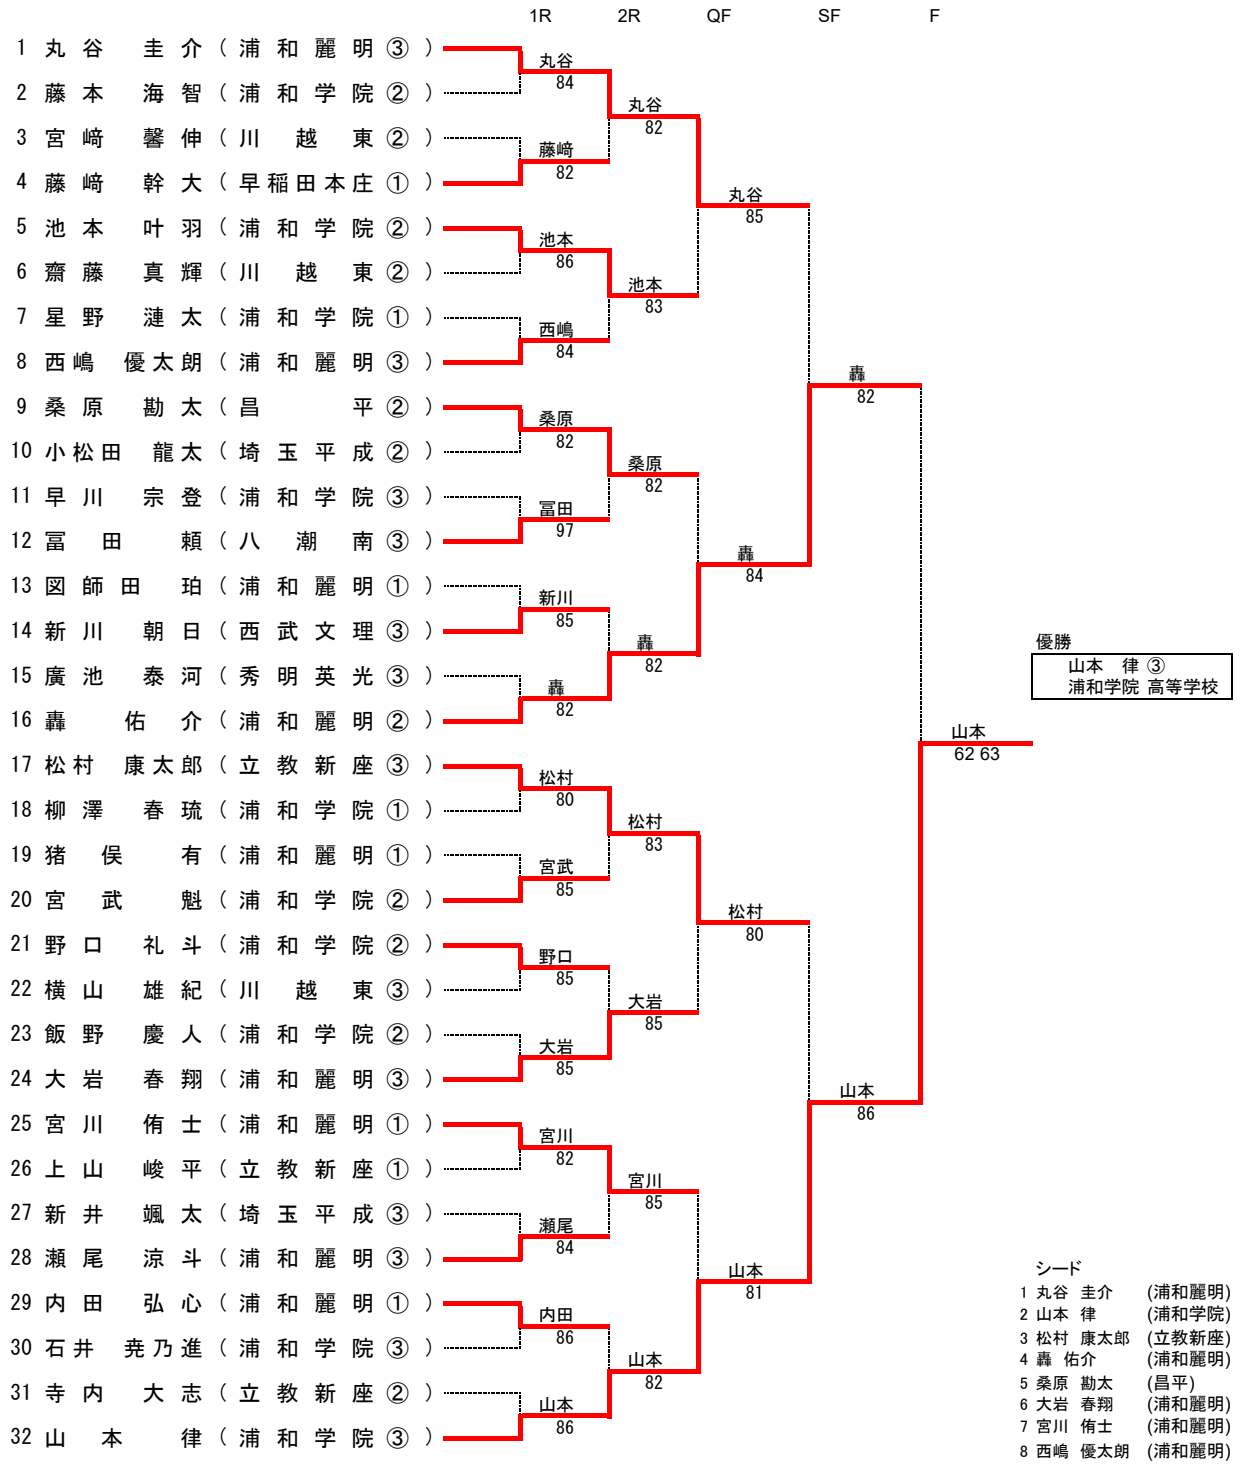 1R 2R QF SF F
1 丸谷 圭介 ( 浦和麗明 ③ )
丸谷
84
2 藤本 海智 ( 浦和学院 ② )
丸谷
82
3 宮﨑 馨伸 ( 川越東 ② )
藤﨑
82
4 藤﨑 幹大 ( 早稲田本庄 ① )
丸谷
85
5 池本 叶羽 ( 浦和学院 ② )
池本
86
6 齋藤 真輝 ( 川越東 ② )
池本
83
7 星野 漣太 ( 浦和学院 ① )
西嶋
84
8 西嶋 優太朗 ( 浦和麗明 ③ )
轟
82
9 桑原 勘太 ( 昌平 ② )
桑原
82
10 小松田 龍太 ( 埼玉平成 ② )
桑原
82
11 早川 宗登 ( 浦和学院 ③ )
冨田
97
12 冨田 頼 ( 八潮南 ③ )
轟
84
13 図師田 珀 ( 浦和麗明 ① )
新川
85
14 新川 朝日 ( 西武文理 ③ )
轟
82
15 廣池 泰河 ( 秀明英光 ③ )
轟
82
16 轟 佑介 ( 浦和麗明 ② )
優勝
山本 律 ③
浦和学院 高等学校
山本
62 63
17 松村 康太郎 ( 立教新座 ③ )
松村
80
18 柳澤 春琉 ( 浦和学院 ① )
松村
83
19 猪俣 有 ( 浦和麗明 ① )
宮武
85
20 宮武 魁 ( 浦和学院 ② )
松村
80
21 野口 礼斗 ( 浦和学院 ② )
野口
85
22 横山 雄紀 ( 川越東 ③ )
大岩
85
23 飯野 慶人 ( 浦和学院 ② )
大岩
85
24 大岩 春翔 ( 浦和麗明 ③ )
山本
86
25 宮川 侑士 ( 浦和麗明 ① )
宮川
82
26 上山 峻平 ( 立教新座 ① )
宮川
85
27 新井 颯太 ( 埼玉平成 ③ )
瀬尾
84
28 瀬尾 涼斗 ( 浦和麗明 ③ )
山本
81
29 内田 弘心 ( 浦和麗明 ① )
内田
86
30 石井 尭乃進 ( 浦和学院 ③ )
山本
82
31 寺内 大志 ( 立教新座 ② )
山本
86
32 山本 律 ( 浦和学院 ③ )
シード
1 丸谷 圭介 (浦和麗明)
2 山本 律 (浦和学院)
3 松村 康太郎 (立教新座)
4 轟 佑介 (浦和麗明)
5 桑原 勘太 (昌平)
6 大岩 春翔 (浦和麗明)
7 宮川 侑士 (浦和麗明)
8 西嶋 優太朗 (浦和麗明)